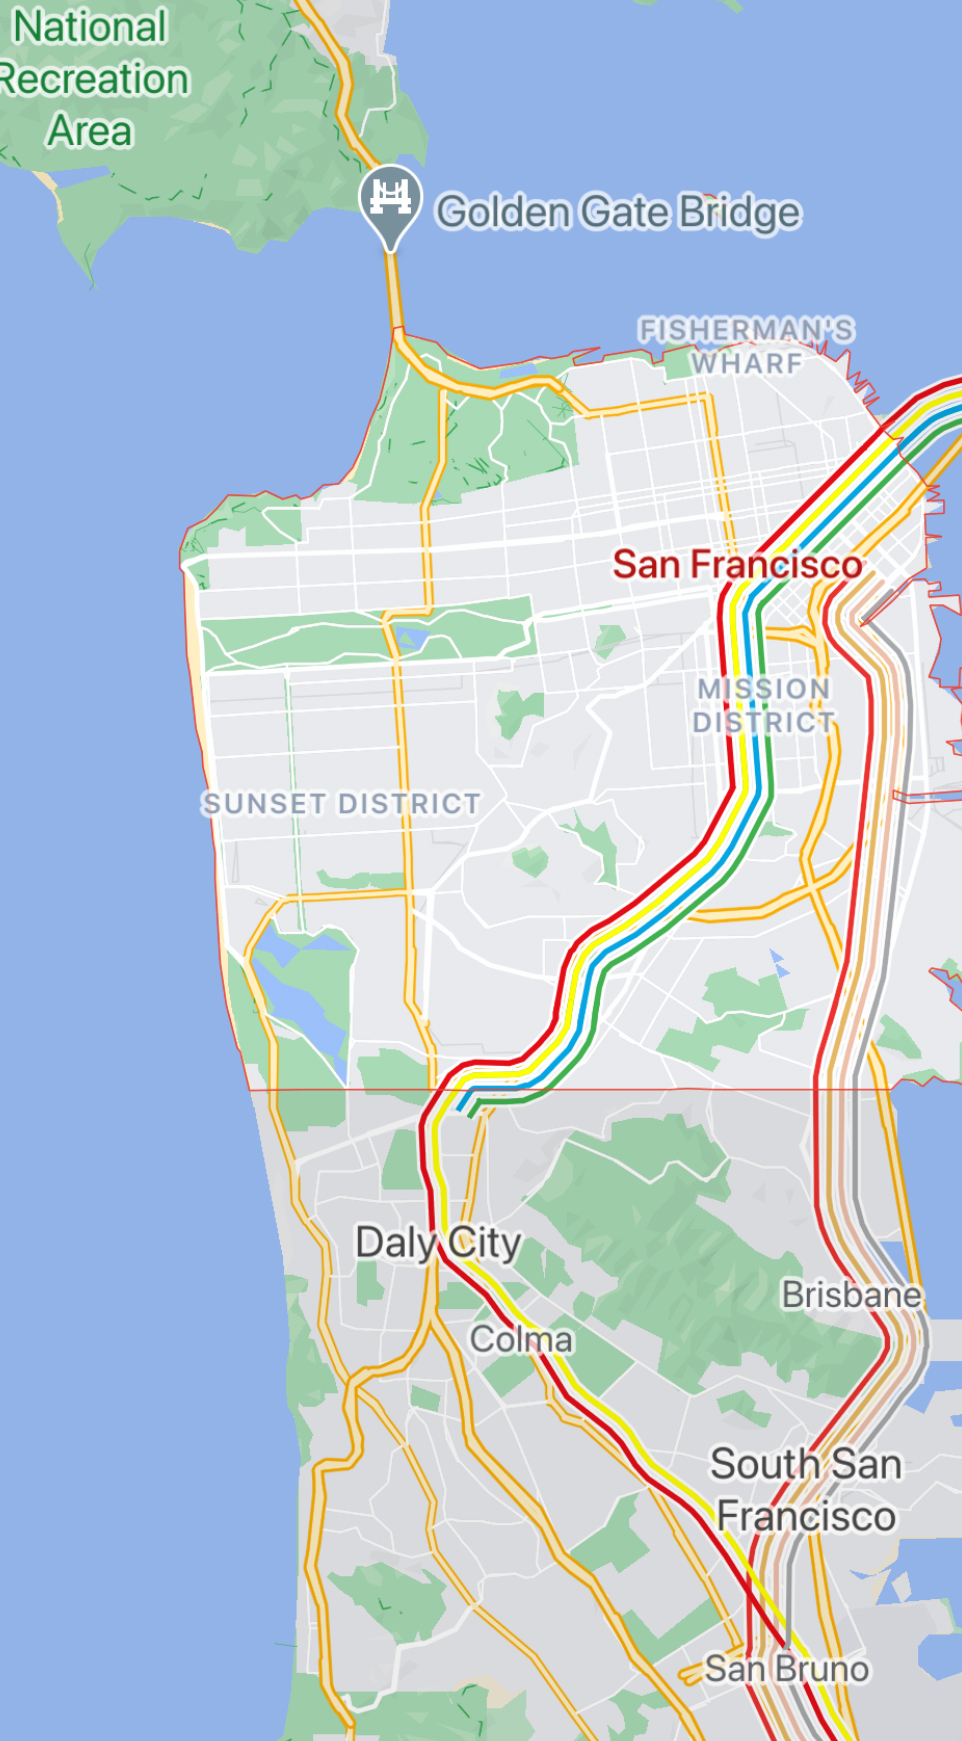 National
Recreation
Area
Golden Gate Bridge
FISHERMAN'S
WHARF
San Francisco
MISSION
DISTRICT
SUNSET DISTRICT
Daly City
Brisbane
Colma
South San
Francisco
San Bruno